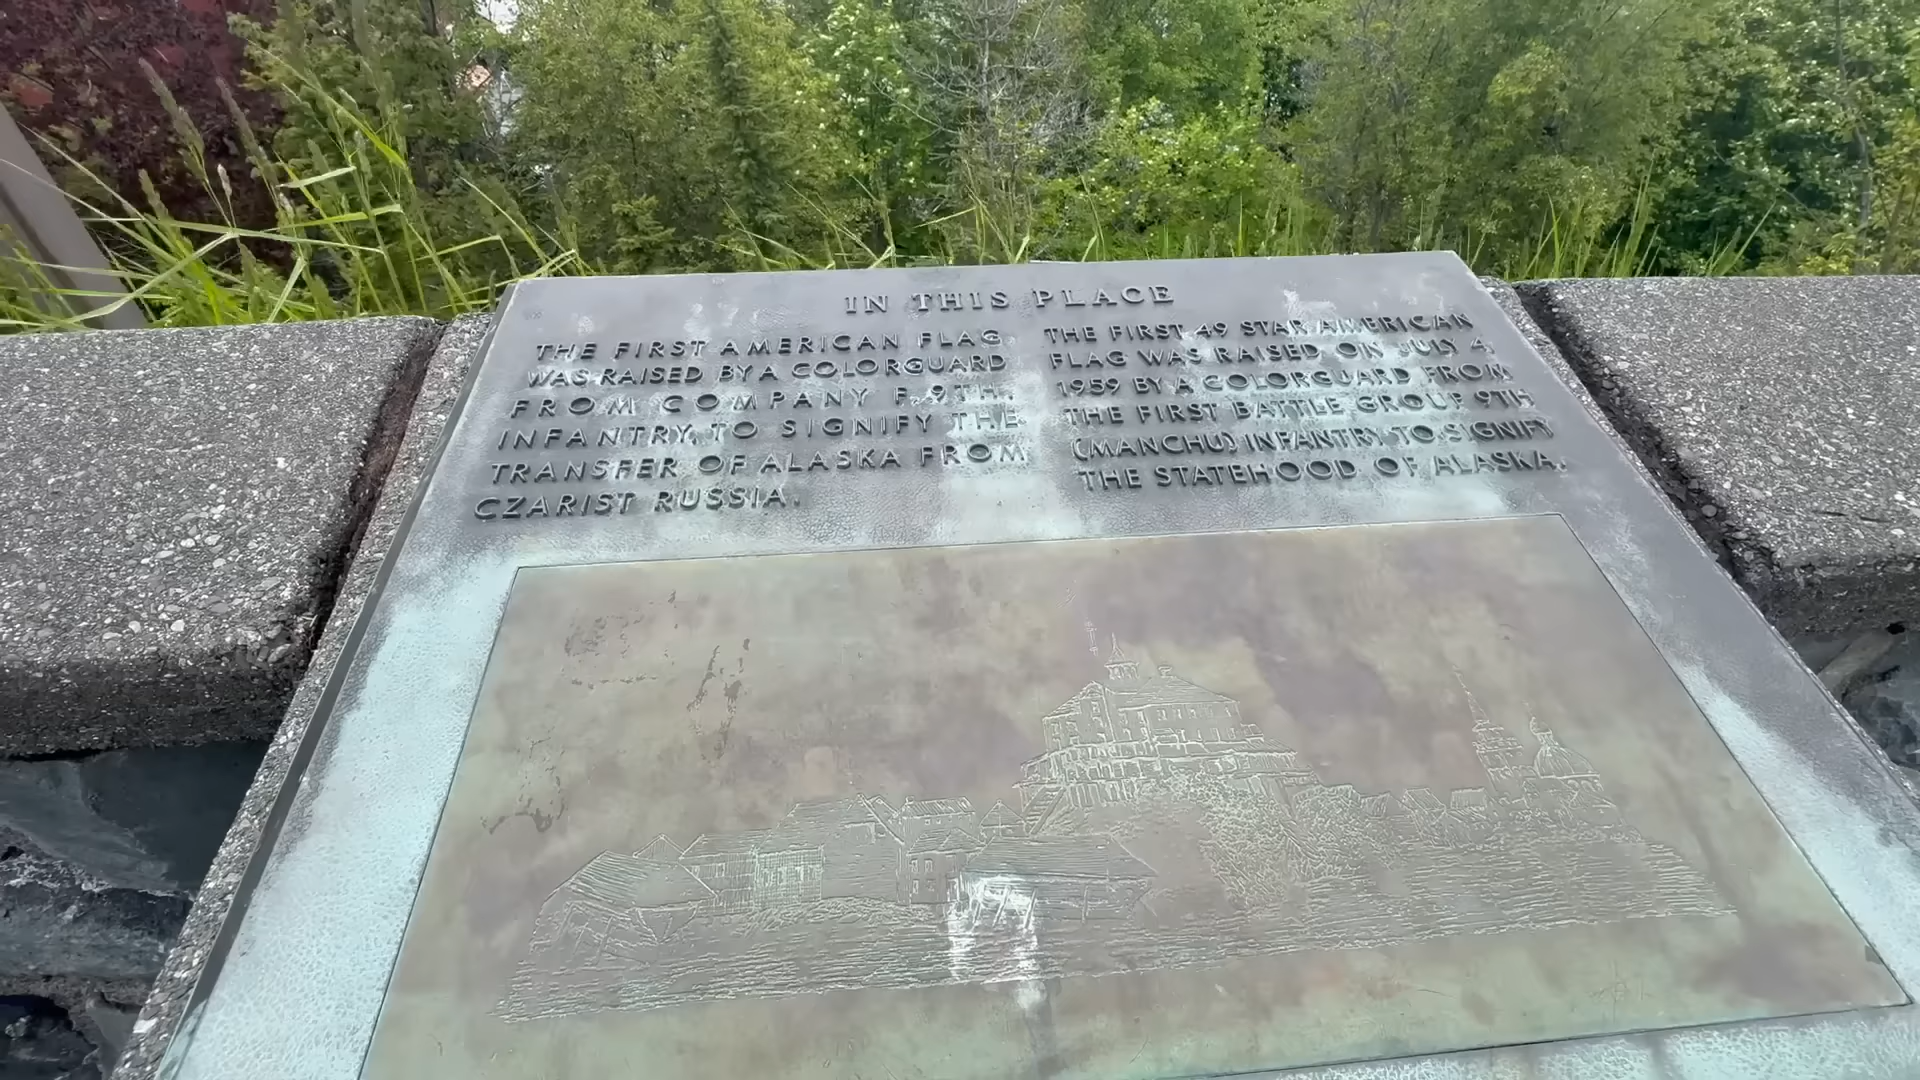 IN THIS PLACE
THE FIRST AMERICAN FLAG
WAS RAISED BY A COLORGUARD
FROM COMPANY F, 9TH.
INFANTRY, TO SIGNIFY THE
TRANSFER OF ALASKA FROM
CZARIST RUSSIA.
THE FIRST 49 STAR AMERICAN
FLAG WAS RAISED ON JULY 4,
1959 BY A COLORGUARD FROM
THE FIRST BATTLE GROUP 9TH
(MANCHU) INFANTRY TO SIGNIFY
THE STATEHOOD OF ALASKA.